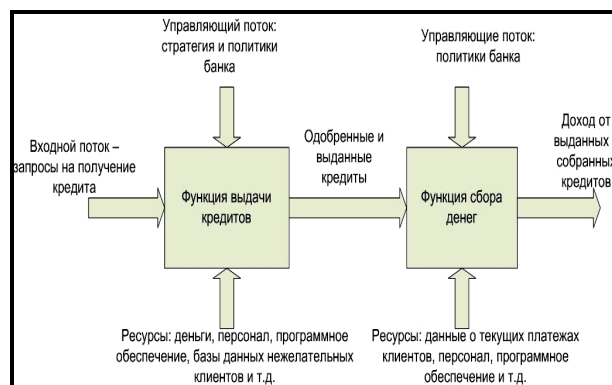 Управляющий поток:
стратегия и политики
банка
Управляющие поток:
политики банка
Входной поток –
запросы на получение
кредита
Функция выдачи
кредитов
Одобренные и
выданные
кредиты
Функция сбора
денег
Доход от
выданных
собранных
кредитов
Ресурсы: деньги, персонал, программное
обеспечение, базы данных нежелательных
клиентов и т.д.
Ресурсы: данные о текущих платежах
клиентов, персонал, программное
обеспечение и т.д.